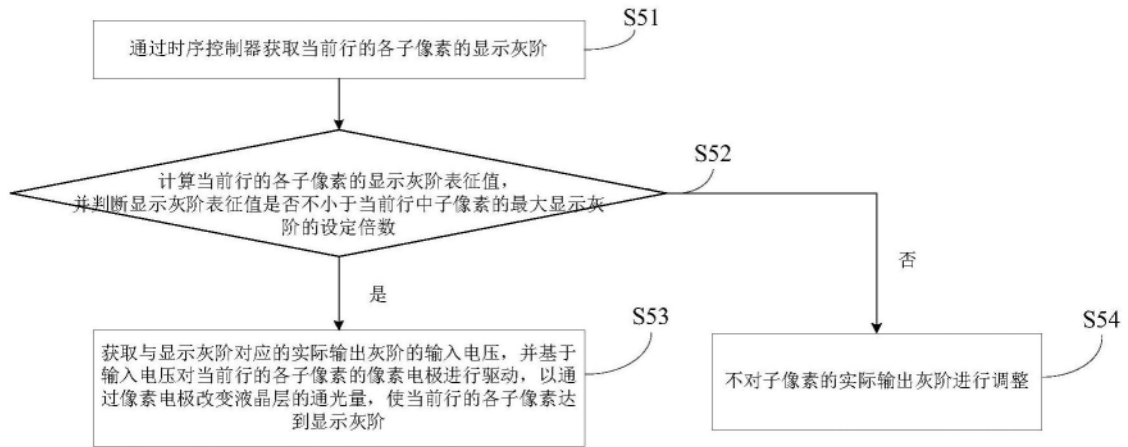 S51
通过时序控制器获取当前行的各子像素的显示灰阶
S52
计算当前行的各子像素的显示灰阶表征值，
并判断显示灰阶表征值是否不小于当前行中子像素的最大显示灰
阶的设定倍数
否
是
S53
获取与显示灰阶对应的实际输出灰阶的输入电压，并基于
输入电压对当前行的各子像素的像素电极进行驱动，以通
过像素电极改变液晶层的通光量，使当前行的各子像素达
到显示灰阶
S54
不对子像素的实际输出灰阶进行调整